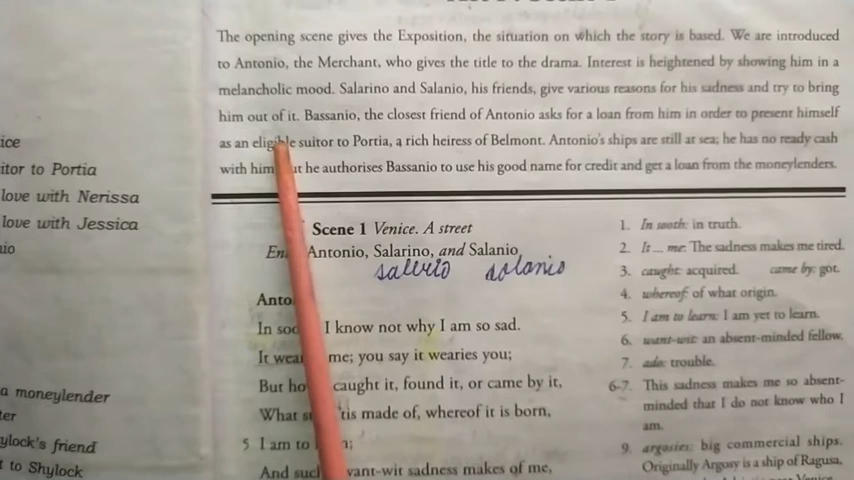 The opening scene gives the Exposition, the situation on which the story is based. We are introduced
to Antonio, the Merchant, who gives the title to the drama. Interest is heightened by showing him in a
melancholic mood. Salarino and Salanio, his friends, give various reasons for his sadness and try to bring
him out of it. Bassanio, the closest friend of Antonio asks for a loan from him in order to present himself
as an eligible suitor to Portia, a rich heiress of Belmont. Antonio's ships are still at sea; he has no ready cash
with him he authorises Bassanio to use his good name for credit and get a loan from the moneylenders.
ice
itor to Portia
love with Nerissa
love with Jessica
nio
a moneylender
ter
ylock's friend
t to Shylock
Scene 1 Venice. A street
Antonio, Salarino, and Salanio
salerio solanio
Anto
In soo I know not why I am so sad.
It wea me; you say it wearies you;
But ho caught it, found it, or came by it,
What s 'tis made of, whereof it is born,
5 I am to
And such want-wit sadness makes of me,
1. In sooth: in truth.
2. It ... me: The sadness makes me tired.
3. caught: acquired. came by: got.
4. whereof: of what origin.
5. I am to learn: I am yet to learn.
6. want-wit: an absent-minded fellow.
7. ado: trouble.
6-7. This sadness makes me so absent-
minded that I do not know who I
am.
9. argosies: big commercial ships.
Originally Argosy is a ship of Ragusa,